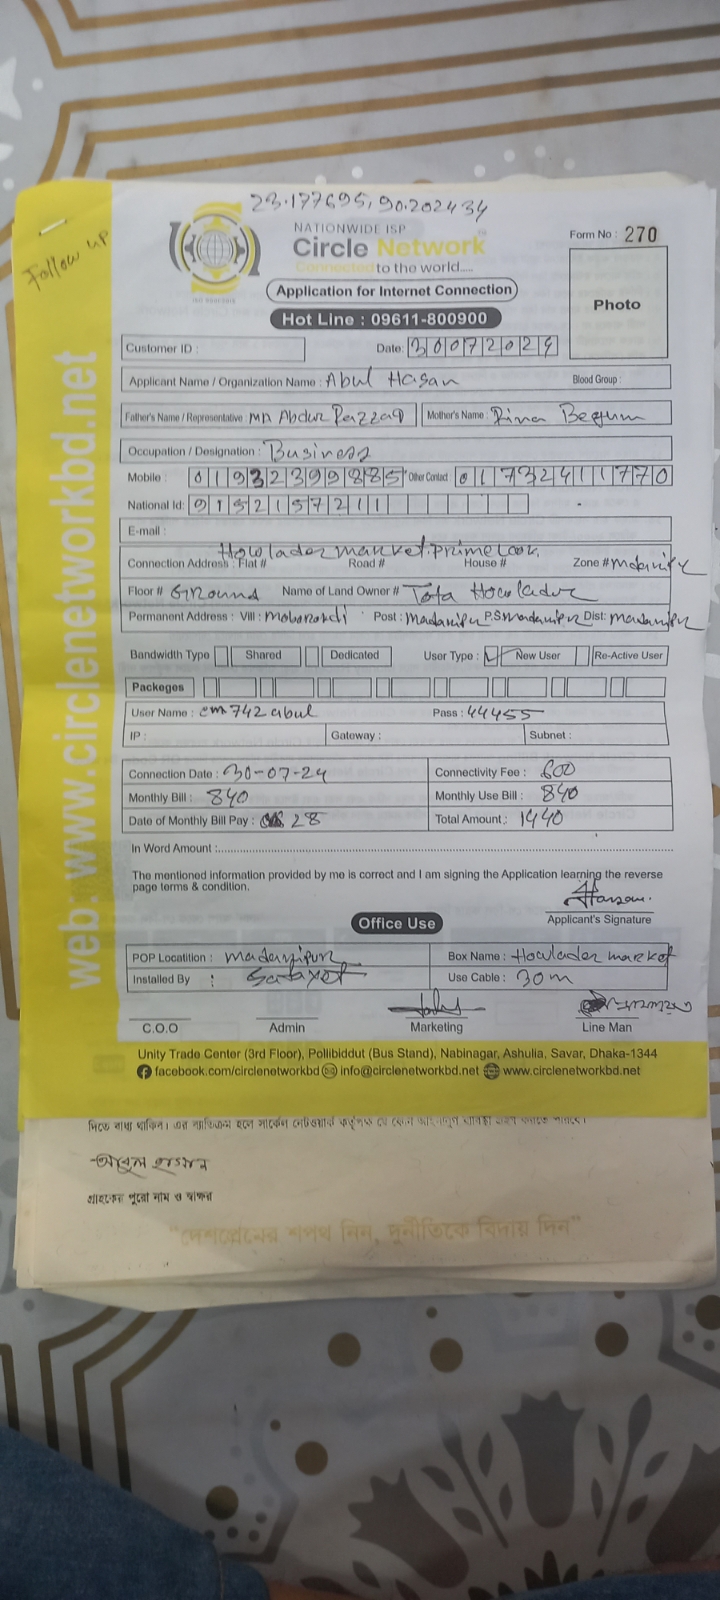 23.177695, 90.202434
Follow up
NATIONWIDE ISP
Circle Network
Connected to the world.....
Form No.: 270
Application for Internet Connection
Photo
Hot Line : 09611-800900
Customer ID : Date: 30072024
Applicant Name / Organization Name : Abul Hasan Blood Group :
Father's Name / Representative : MD Abdur Razzaq Mother's Name : Rina Begum
Occupation / Designation : Business
Mobile : 01932399885 Other Contact 01732411770
National Id: 9152157211
E-mail :
Howlader market. Prime Look.
Connection Address : Flat # Road # House # Zone # Madaripur
Floor # Ground Name of Land Owner # Tota Howlader
Permanent Address : Vill : Post : Madaripur P.S Madaripur Dist: Madaripur
Bandwidth Type Shared Dedicated User Type : New User Re-Active User
Packeges
User Name : cm742abul Pass : 44455
IP : Gateway : Subnet :
Connection Date : 30-07-24 Connectivity Fee : 600
Monthly Bill : 840 Monthly Use Bill : 840
Date of Monthly Bill Pay : 28 Total Amount : 1440
In Word Amount :
The mentioned information provided by me is correct and I am signing the Application learning the reverse
page terms & condition.
Hasan
Applicant's Signature
Office Use
POP Locatition : Madaripur Box Name : Howlader market
Installed By : Use Cable : 30m
C.O.O Admin Marketing Line Man
Unity Trade Center (3rd Floor), Pollibiddut (Bus Stand), Nabinagar, Ashulia, Savar, Dhaka-1344
facebook.com/circlenetworkbd info@circlenetworkbd.net www.circlenetworkbd.net
web: www.circlenetworkbd.net
আবুল হাসান
গ্রাহকের পুরো নাম ও স্বাক্ষর
"দেশপ্রেমের শপথ নিন, দুর্নীতিকে বিদায় দিন"